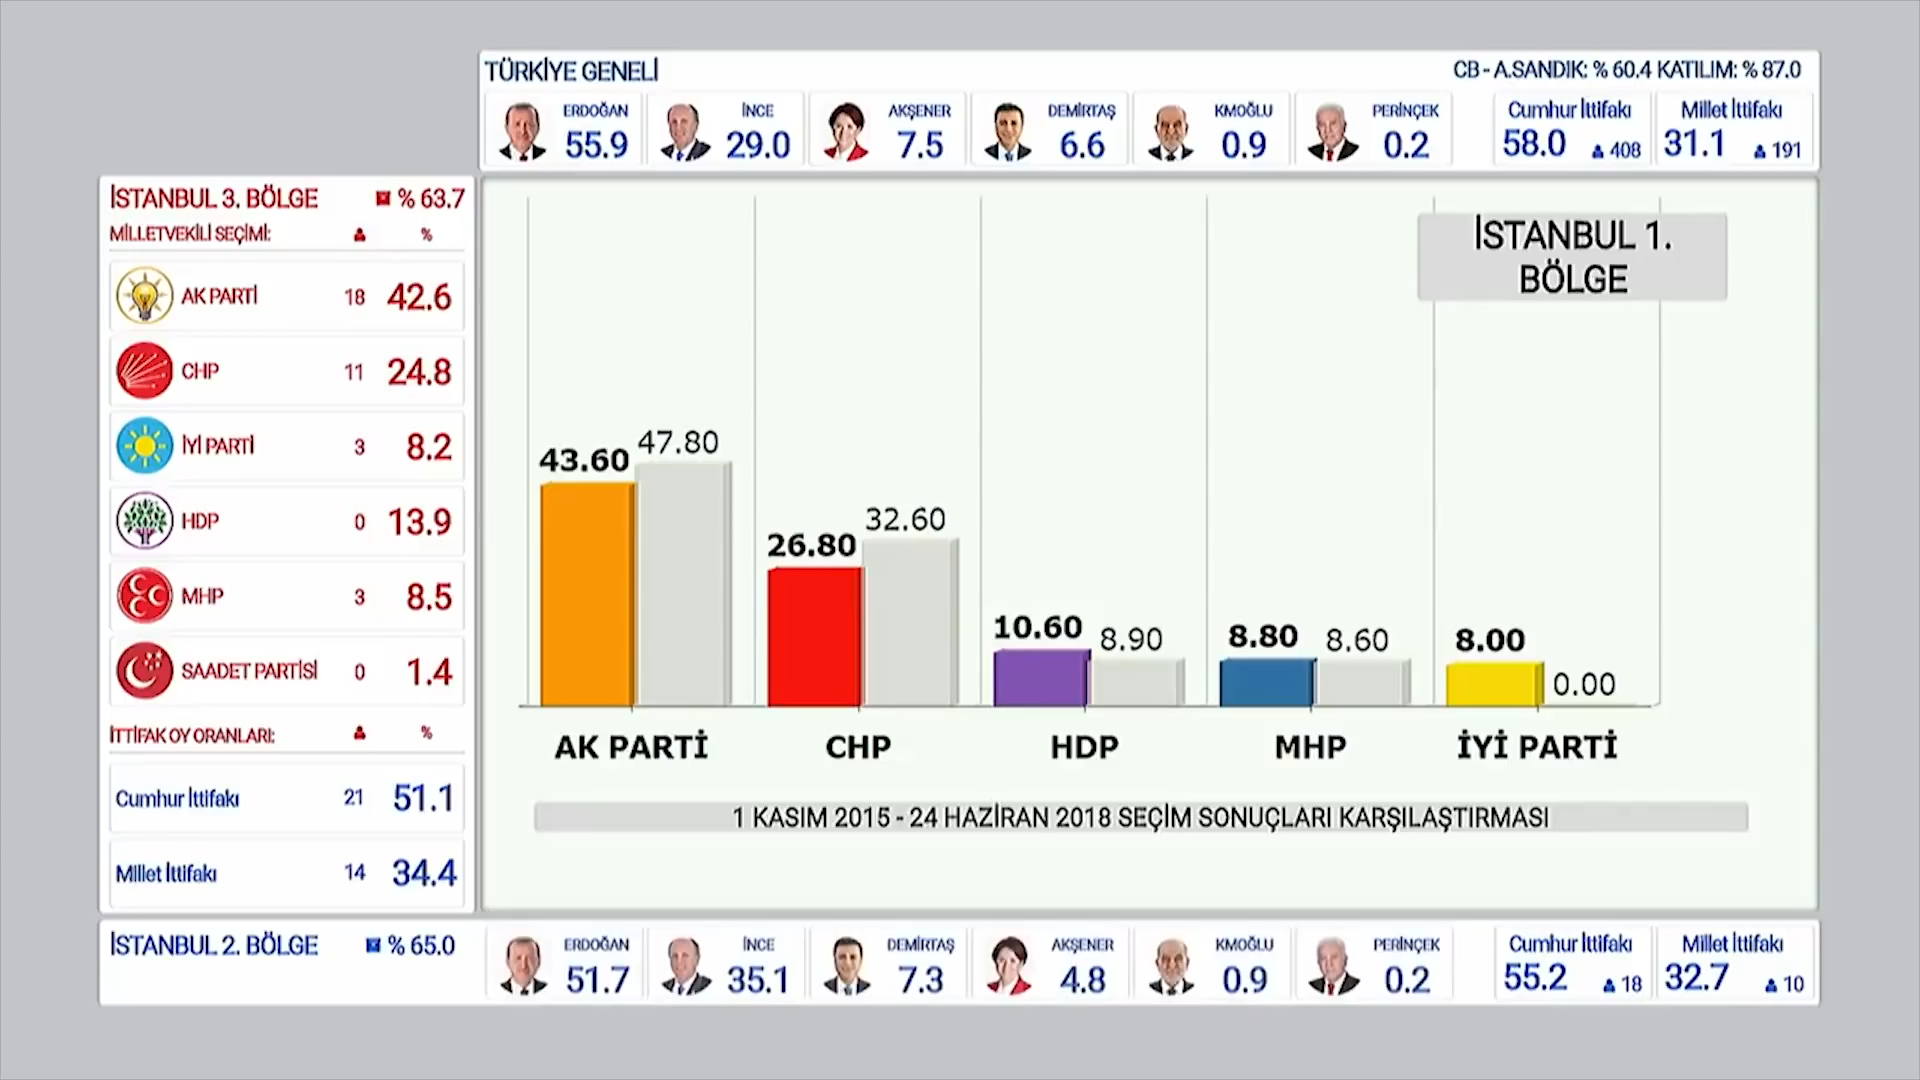 TÜRKİYE GENELİ
CB - A.SANDIK: % 60.4 KATILIM: % 87.0
ERDOĞAN
55.9
İNCE
29.0
AKŞENER
7.5
DEMİRTAŞ
6.6
KMOĞLU
0.9
PERİNÇEK
0.2
Cumhur İttifakı
58.0 408
Millet İttifakı
31.1 191
İSTANBUL 3. BÖLGE % 63.7
MİLLETVEKİLİ SEÇİMİ: %
AK PARTİ 18 42.6
CHP 11 24.8
İYİ PARTİ 3 8.2
HDP 0 13.9
MHP 3 8.5
SAADET PARTİSİ 0 1.4
İTTİFAK OY ORANLARI: %
Cumhur İttifakı 21 51.1
Millet İttifakı 14 34.4
İSTANBUL 1.
BÖLGE
43.60 47.80
26.80 32.60
10.60 8.90
8.80 8.60
8.00 0.00
AK PARTİ CHP HDP MHP İYİ PARTİ
1 KASIM 2015 - 24 HAZİRAN 2018 SEÇİM SONUÇLARI KARŞILAŞTIRMASI
İSTANBUL 2. BÖLGE % 65.0
ERDOĞAN
51.7
İNCE
35.1
DEMİRTAŞ
7.3
AKŞENER
4.8
KMOĞLU
0.9
PERİNÇEK
0.2
Cumhur İttifakı
55.2 18
Millet İttifakı
32.7 10